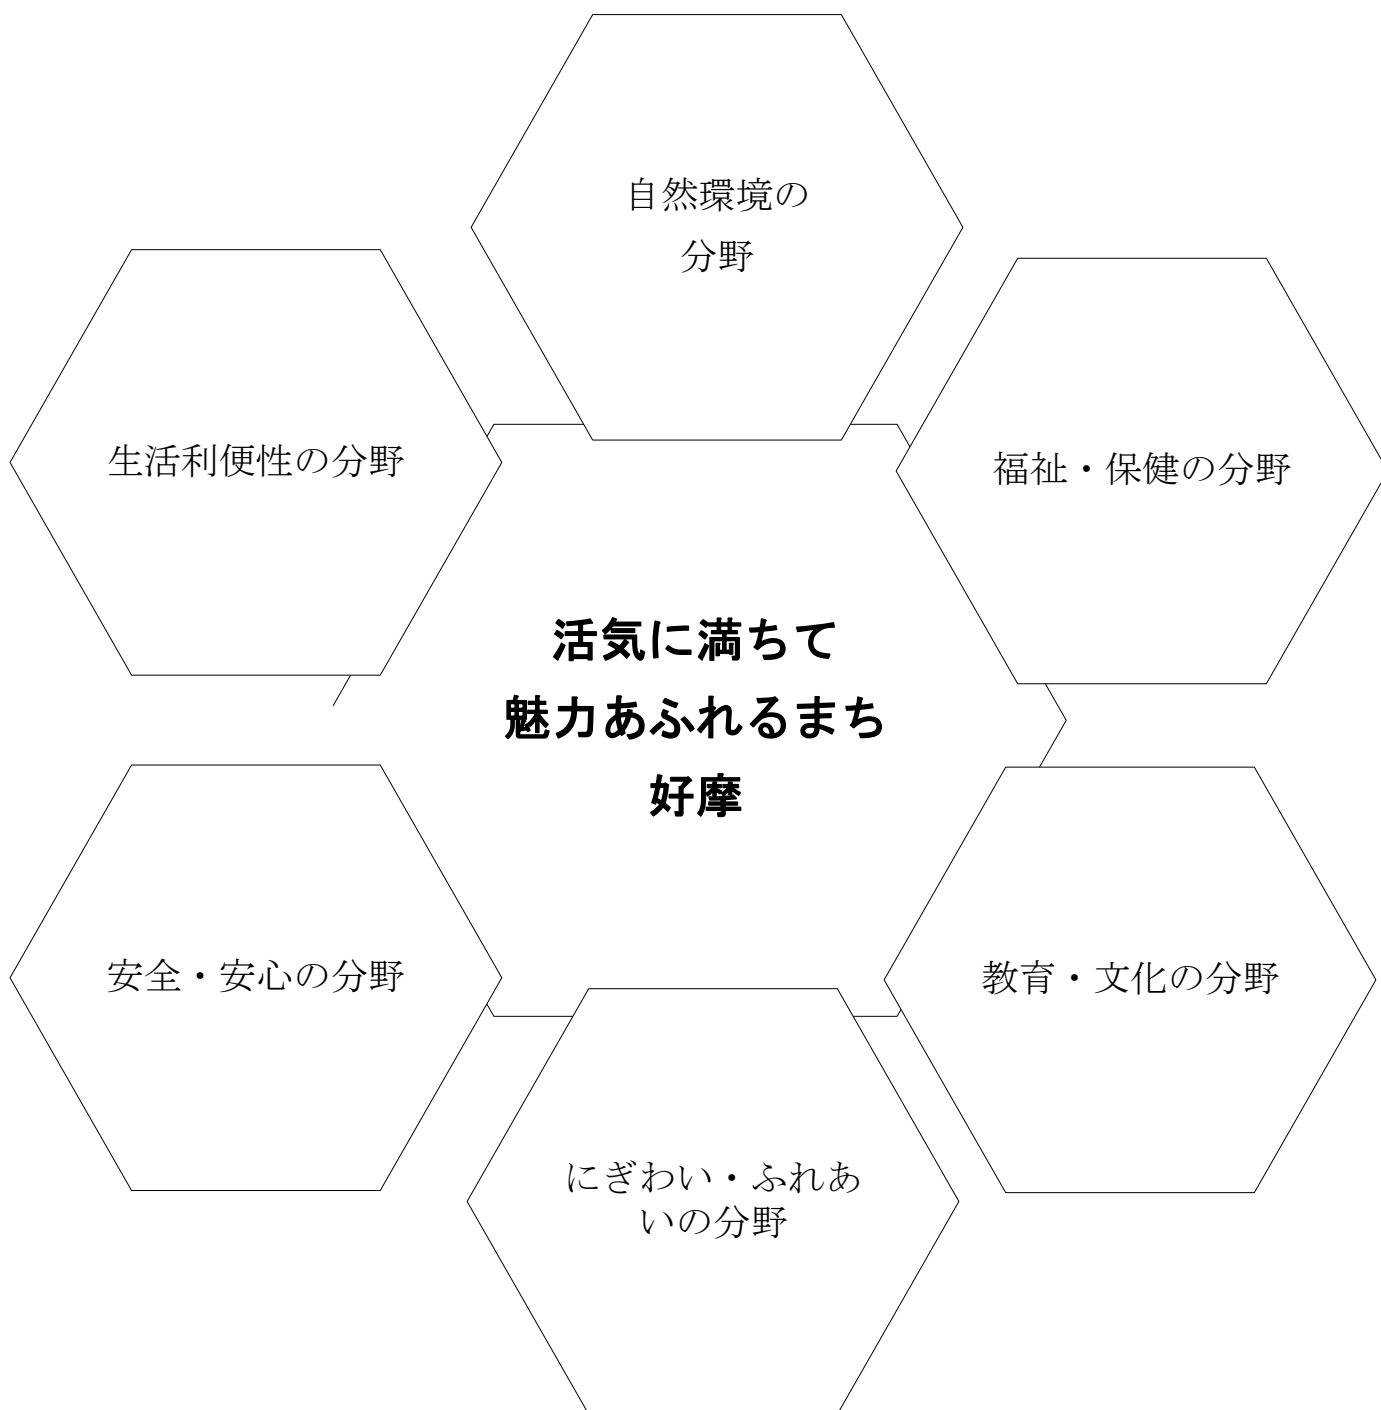 自然環境の
分野
生活利便性の分野
福祉・保健の分野
活気に満ちて
魅力あふれるまち
好摩
安全・安心の分野
教育・文化の分野
にぎわい・ふれあ
いの分野